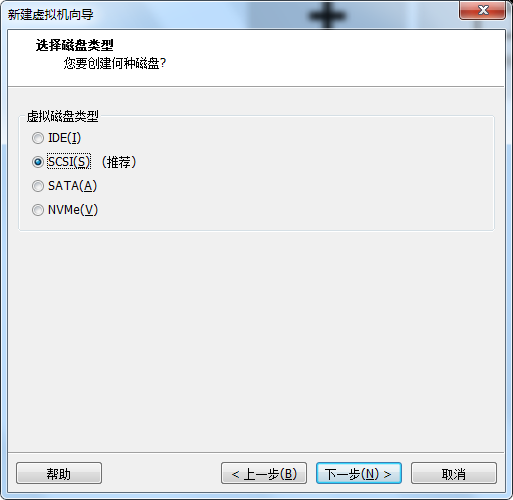 新建虚拟机向导
选择磁盘类型
您要创建何种磁盘?
虚拟磁盘类型
IDE(I)
SCSI(S) （推荐）
SATA(A)
NVMe(V)
帮助
< 上一步(B)
下一步(N) >
取消